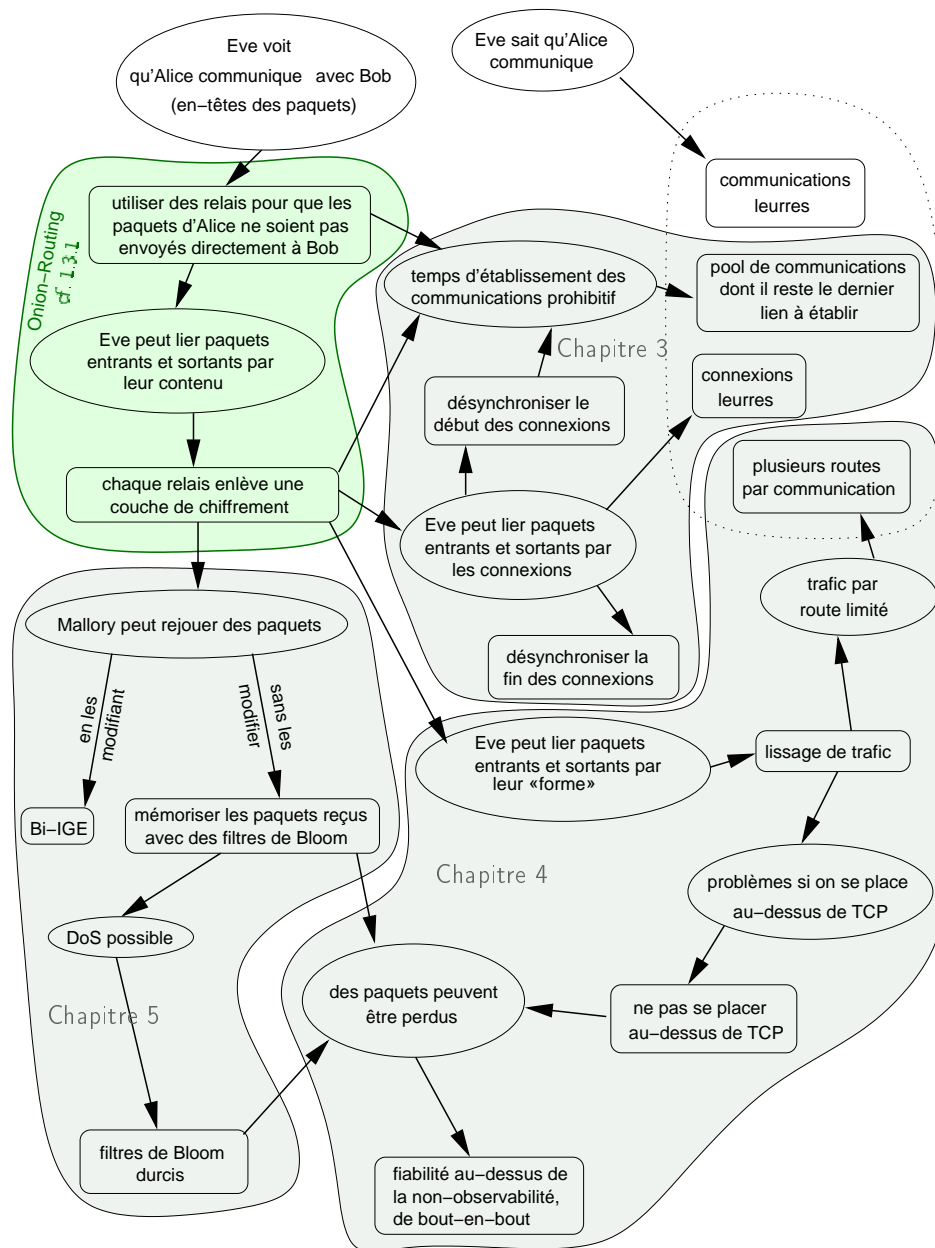 Eve voit
qu'Alice communique avec Bob
(en−têtes des paquets)
Eve sait qu'Alice
communique
communications
leurres
utiliser des relais pour que les
paquets d'Alice ne soient pas
envoyés directement à Bob
Onion−Routing
cf. 1.3.1
temps d'établissement des
communications prohibitif
pool de communications
dont il reste le dernier
lien à établir
Eve peut lier paquets
entrants et sortants par
leur contenu
Chapitre 3
connexions
leurres
désynchroniser le
début des connexions
chaque relais enlève une
couche de chiffrement
plusieurs routes
par communication
Eve peut lier paquets
entrants et sortants par
les connexions
trafic par
route limité
Mallory peut rejouer des paquets
désynchroniser la
fin des connexions
en les
modifiant
sans les
modifier
Eve peut lier paquets
entrants et sortants par
leur «forme»
lissage de trafic
Bi−IGE
mémoriser les paquets reçus
avec des filtres de Bloom
Chapitre 4
problèmes si on se place
au−dessus de TCP
DoS possible
des paquets peuvent
être perdus
ne pas se placer
au−dessus de TCP
Chapitre 5
filtres de Bloom
durcis
fiabilité au−dessus de
la non−observabilité,
de bout−en−bout